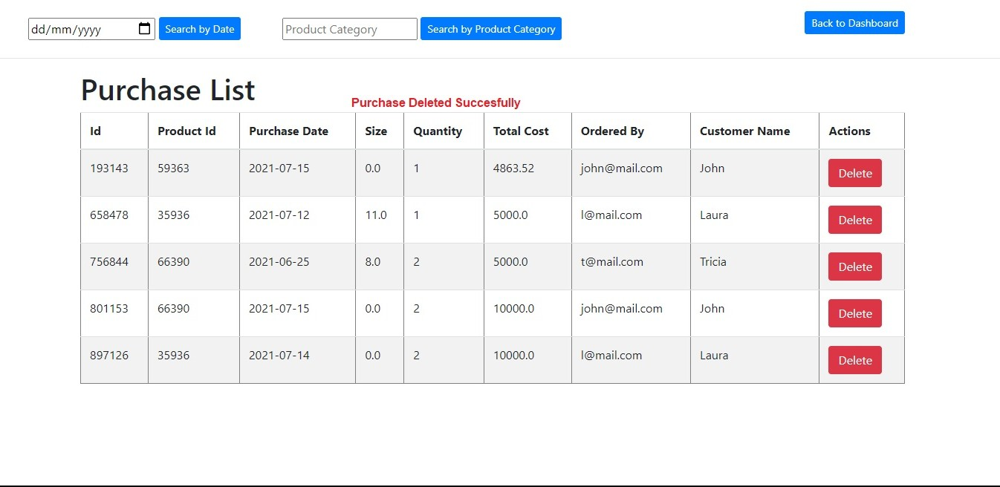 dd/mm/yyyy Search by Date Product Category Search by Product Category Back to Dashboard
Purchase List
Purchase Deleted Succesfully
Id Product Id Purchase Date Size Quantity Total Cost Ordered By Customer Name Actions
193143 59363 2021-07-15 0.0 1 4863.52 john@mail.com John Delete
658478 35936 2021-07-12 11.0 1 5000.0 l@mail.com Laura Delete
756844 66390 2021-06-25 8.0 2 5000.0 t@mail.com Tricia Delete
801153 66390 2021-07-15 0.0 2 10000.0 john@mail.com John Delete
897126 35936 2021-07-14 0.0 2 10000.0 l@mail.com Laura Delete